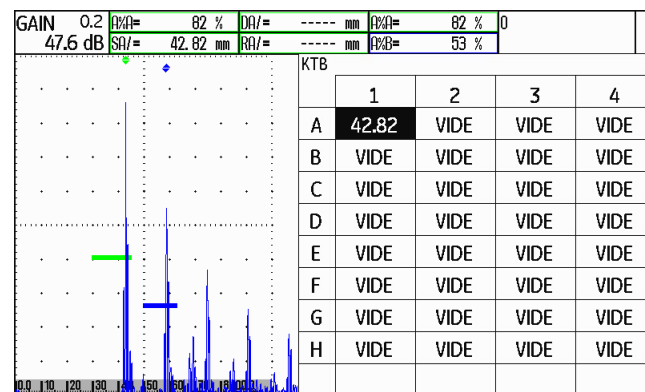 GAIN 0.2 A%A= 82 % DA/= ----- mm A%A= 82 % 0
47.6 dB SA/= 42.82 mm RA/= ----- mm A%B= 53 %
KTB
1 2 3 4
A 42.82 VIDE VIDE VIDE
B VIDE VIDE VIDE VIDE
C VIDE VIDE VIDE VIDE
D VIDE VIDE VIDE VIDE
E VIDE VIDE VIDE VIDE
F VIDE VIDE VIDE VIDE
G VIDE VIDE VIDE VIDE
H VIDE VIDE VIDE VIDE
0.0 10 20 30 50 60